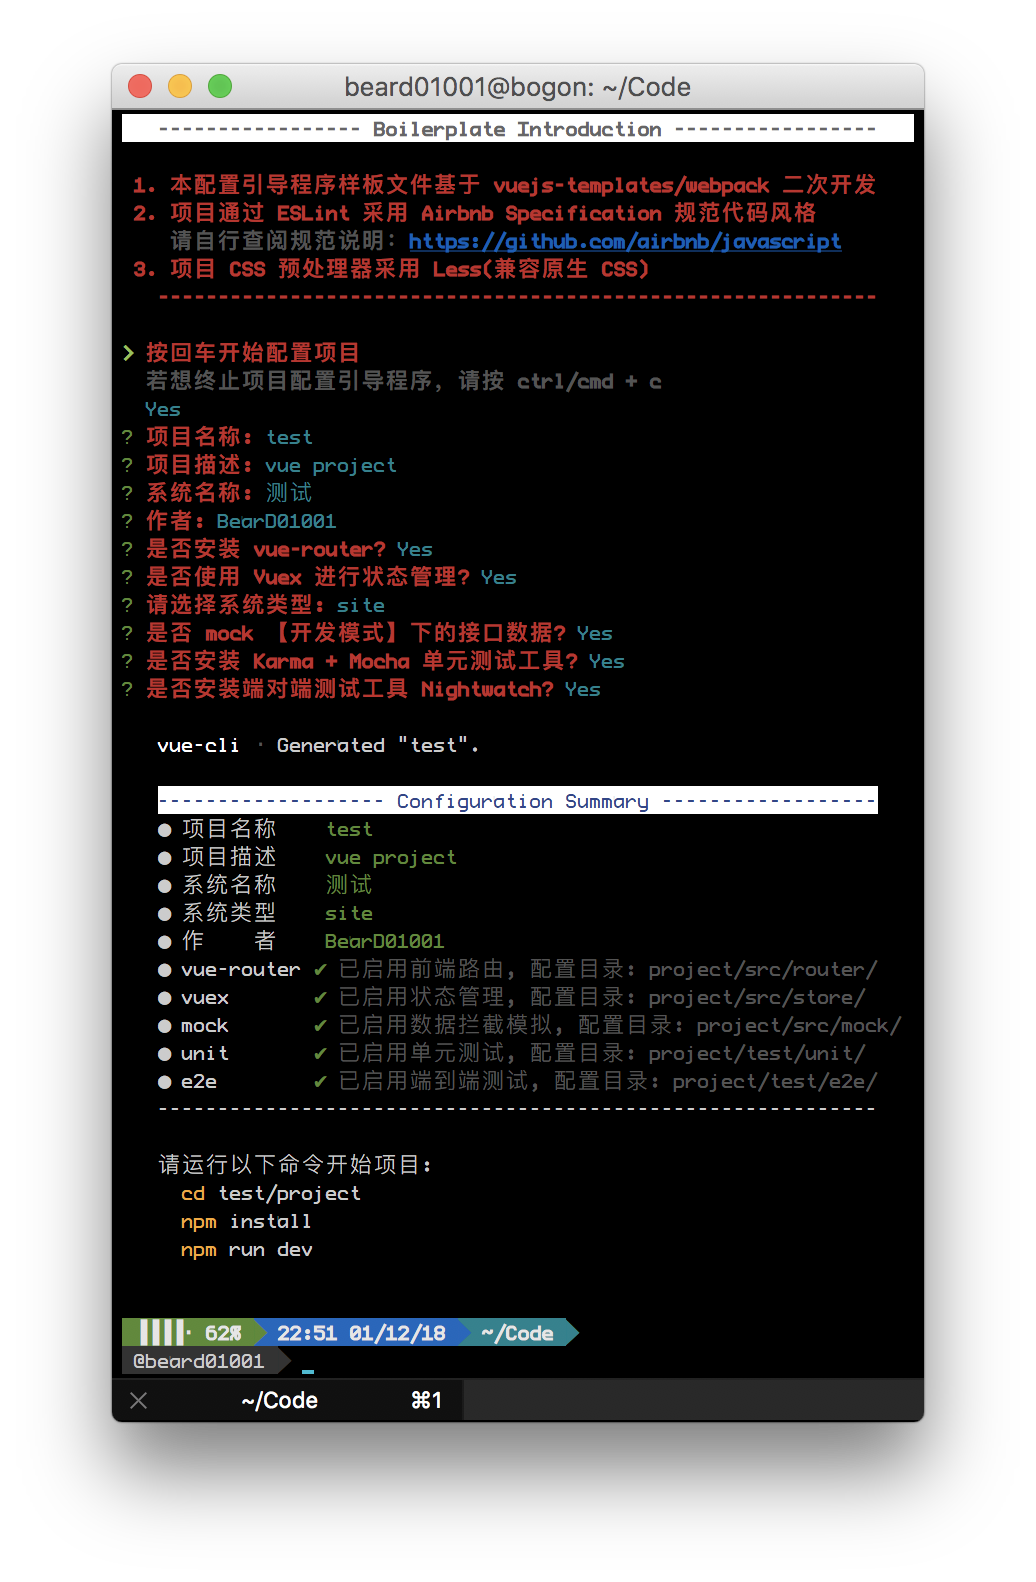 beard01001@bogon: ~/Code
----------------- Boilerplate Introduction -----------------
1. 本配置引导程序样板文件基于 vuejs-templates/webpack 二次开发
2. 项目通过 ESLint 采用 Airbnb Specification 规范代码风格
请自行查阅规范说明：https://github.com/airbnb/javascript
3. 项目 CSS 预处理器采用 Less(兼容原生 CSS)
------------------------------------------------------------
> 按回车开始配置项目
若想终止项目配置引导程序, 请按 ctrl/cmd + c
Yes
? 项目名称: test
? 项目描述: vue project
? 系统名称: 测试
? 作者: BearD01001
? 是否安装 vue-router? Yes
? 是否使用 Vuex 进行状态管理? Yes
? 请选择系统类型: site
? 是否 mock 【开发模式】下的接口数据? Yes
? 是否安装 Karma + Mocha 单元测试工具? Yes
? 是否安装端对端测试工具 Nightwatch? Yes
vue-cli · Generated "test".
------------------- Configuration Summary ------------------
● 项目名称 test
● 项目描述 vue project
● 系统名称 测试
● 系统类型 site
● 作 者 BearD01001
● vue-router ✔ 已启用前端路由, 配置目录: project/src/router/
● vuex ✔ 已启用状态管理, 配置目录: project/src/store/
● mock ✔ 已启用数据拦截模拟, 配置目录: project/src/mock/
● unit ✔ 已启用单元测试, 配置目录: project/test/unit/
● e2e ✔ 已启用端到端测试, 配置目录: project/test/e2e/
------------------------------------------------------------
请运行以下命令开始项目:
cd test/project
npm install
npm run dev
62% 22:51 01/12/18 ~/Code
@beard01001
~/Code ⌘1